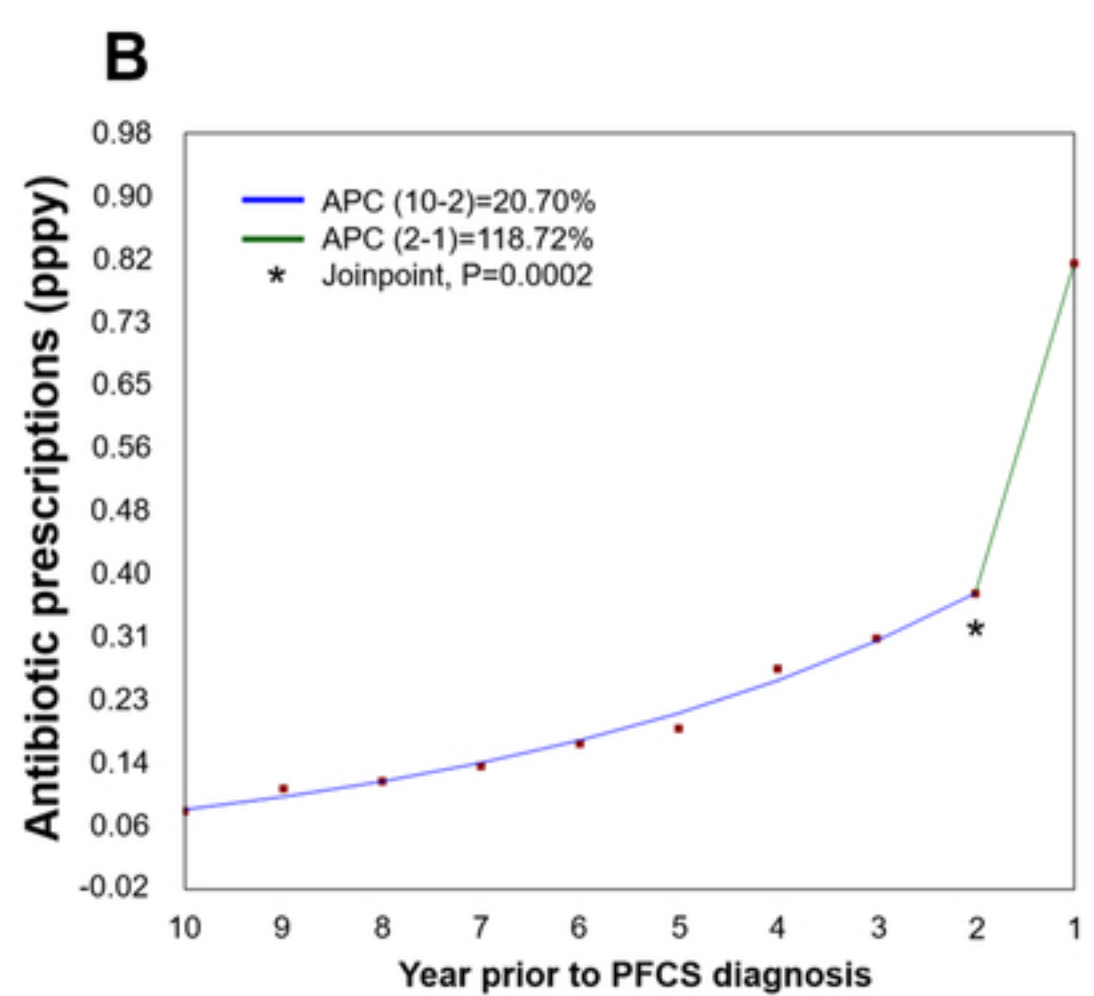 B
0.98
0.90
0.82
0.73
0.65
0.56
0.48
0.40
0.31
0.23
0.14
0.06
-0.02
Antibiotic prescriptions (pppy)
APC (10-2)=20.70%
APC (2-1)=118.72%
* Joinpoint, P=0.0002
*
10 9 8 7 6 5 4 3 2 1
Year prior to PFCS diagnosis